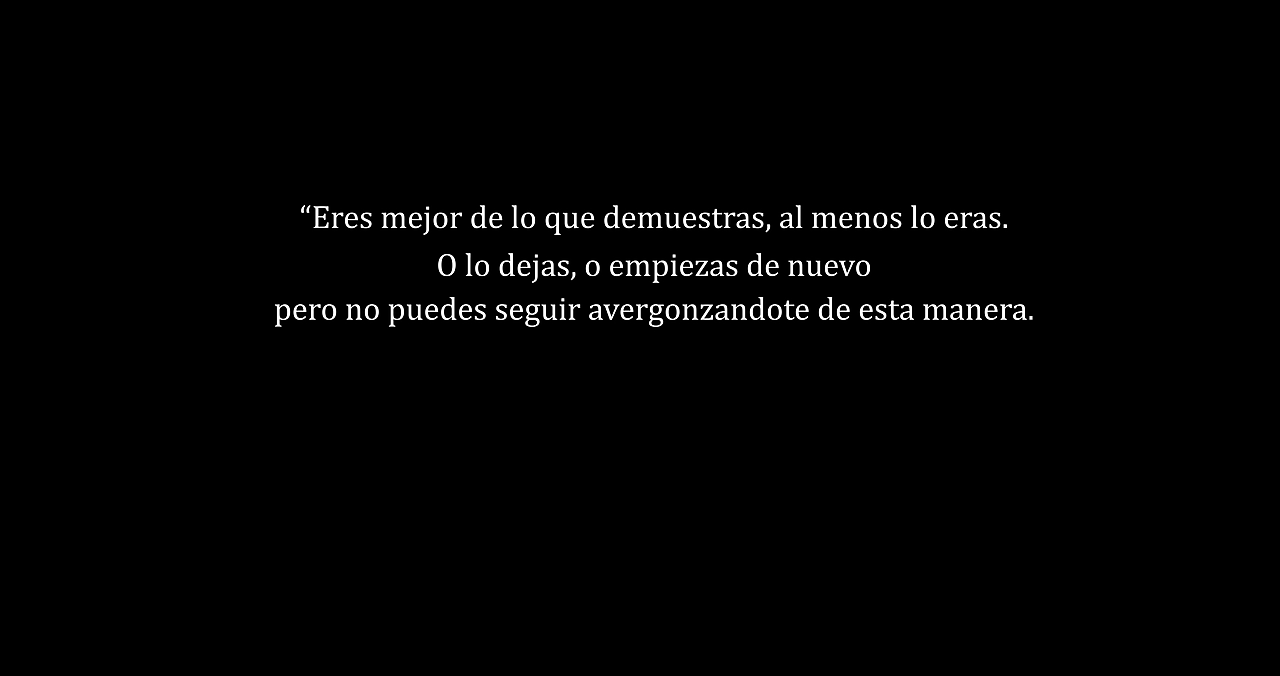 “Eres mejor de lo que demuestras, al menos lo eras.
O lo dejas, o empiezas de nuevo
pero no puedes seguir avergonzandote de esta manera.